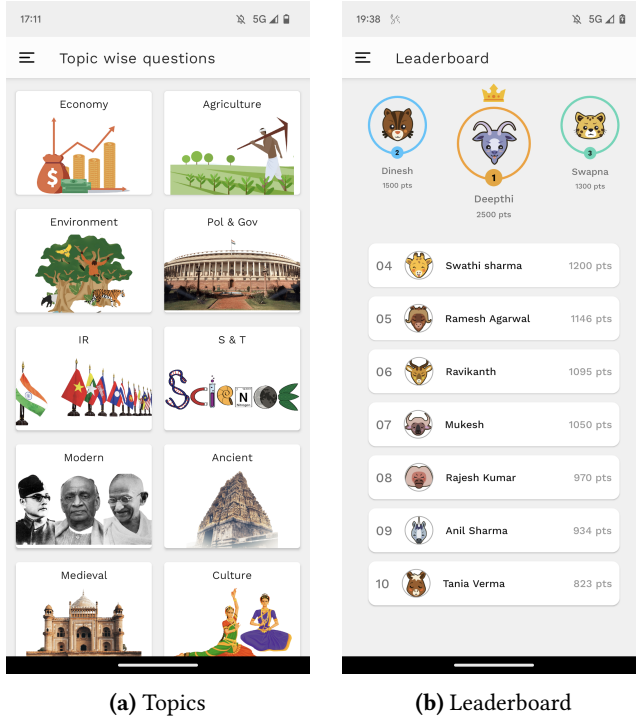 17:11
5G
Topic wise questions
Economy
Agriculture
$
Environment
Pol & Gov
IR
S & T
SCIENCE
N
Nitrogen
Modern
Ancient
Medieval
Culture
(a) Topics
19:38
5G
Leaderboard
2
Dinesh
1500 pts
1
Deepthi
2500 pts
3
Swapna
1300 pts
04 Swathi sharma 1200 pts
05 Ramesh Agarwal 1146 pts
06 Ravikanth 1095 pts
07 Mukesh 1050 pts
08 Rajesh Kumar 970 pts
09 Anil Sharma 934 pts
10 Tania Verma 823 pts
(b) Leaderboard